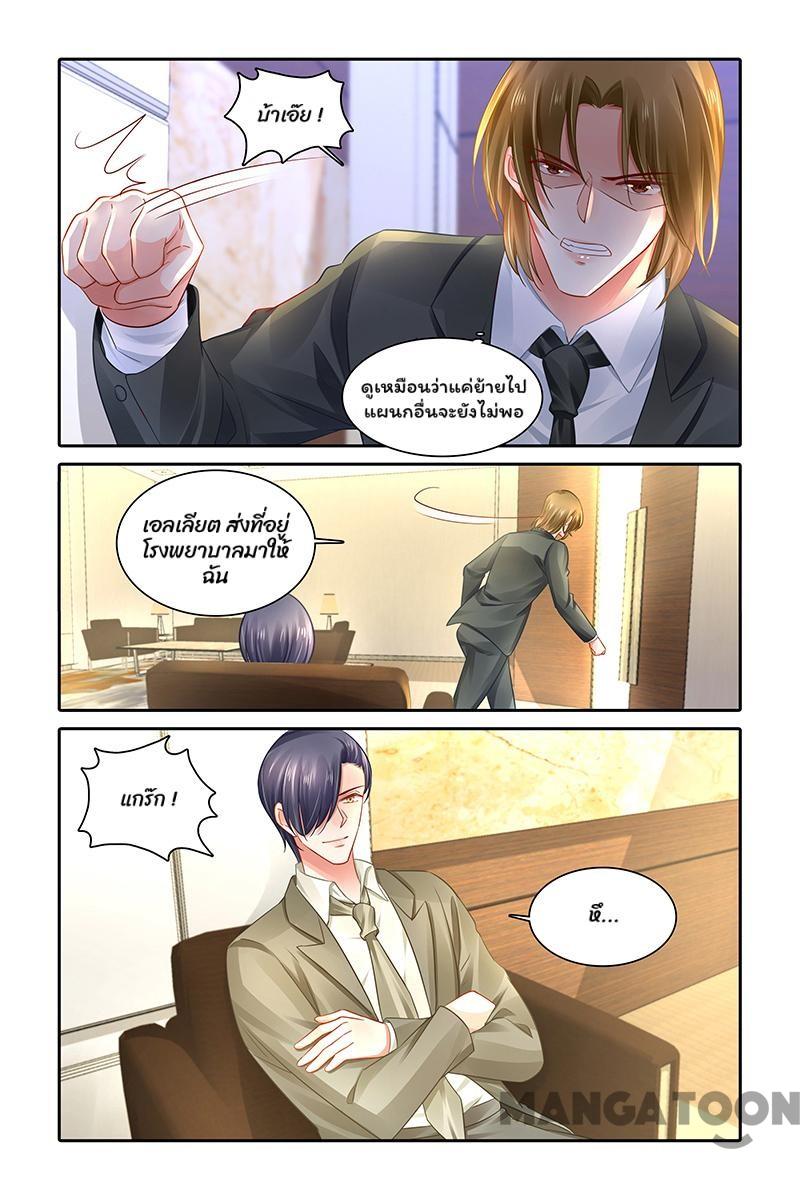 บ้าเอ๊ย !
ดูเหมือนว่าแค่ย้ายไป
แผนกอื่นจะยังไม่พอ
เอลเลียต ส่งที่อยู่
โรงพยาบาลมาให้
ฉัน
แกร๊ก !
หึ...
MANGATOON